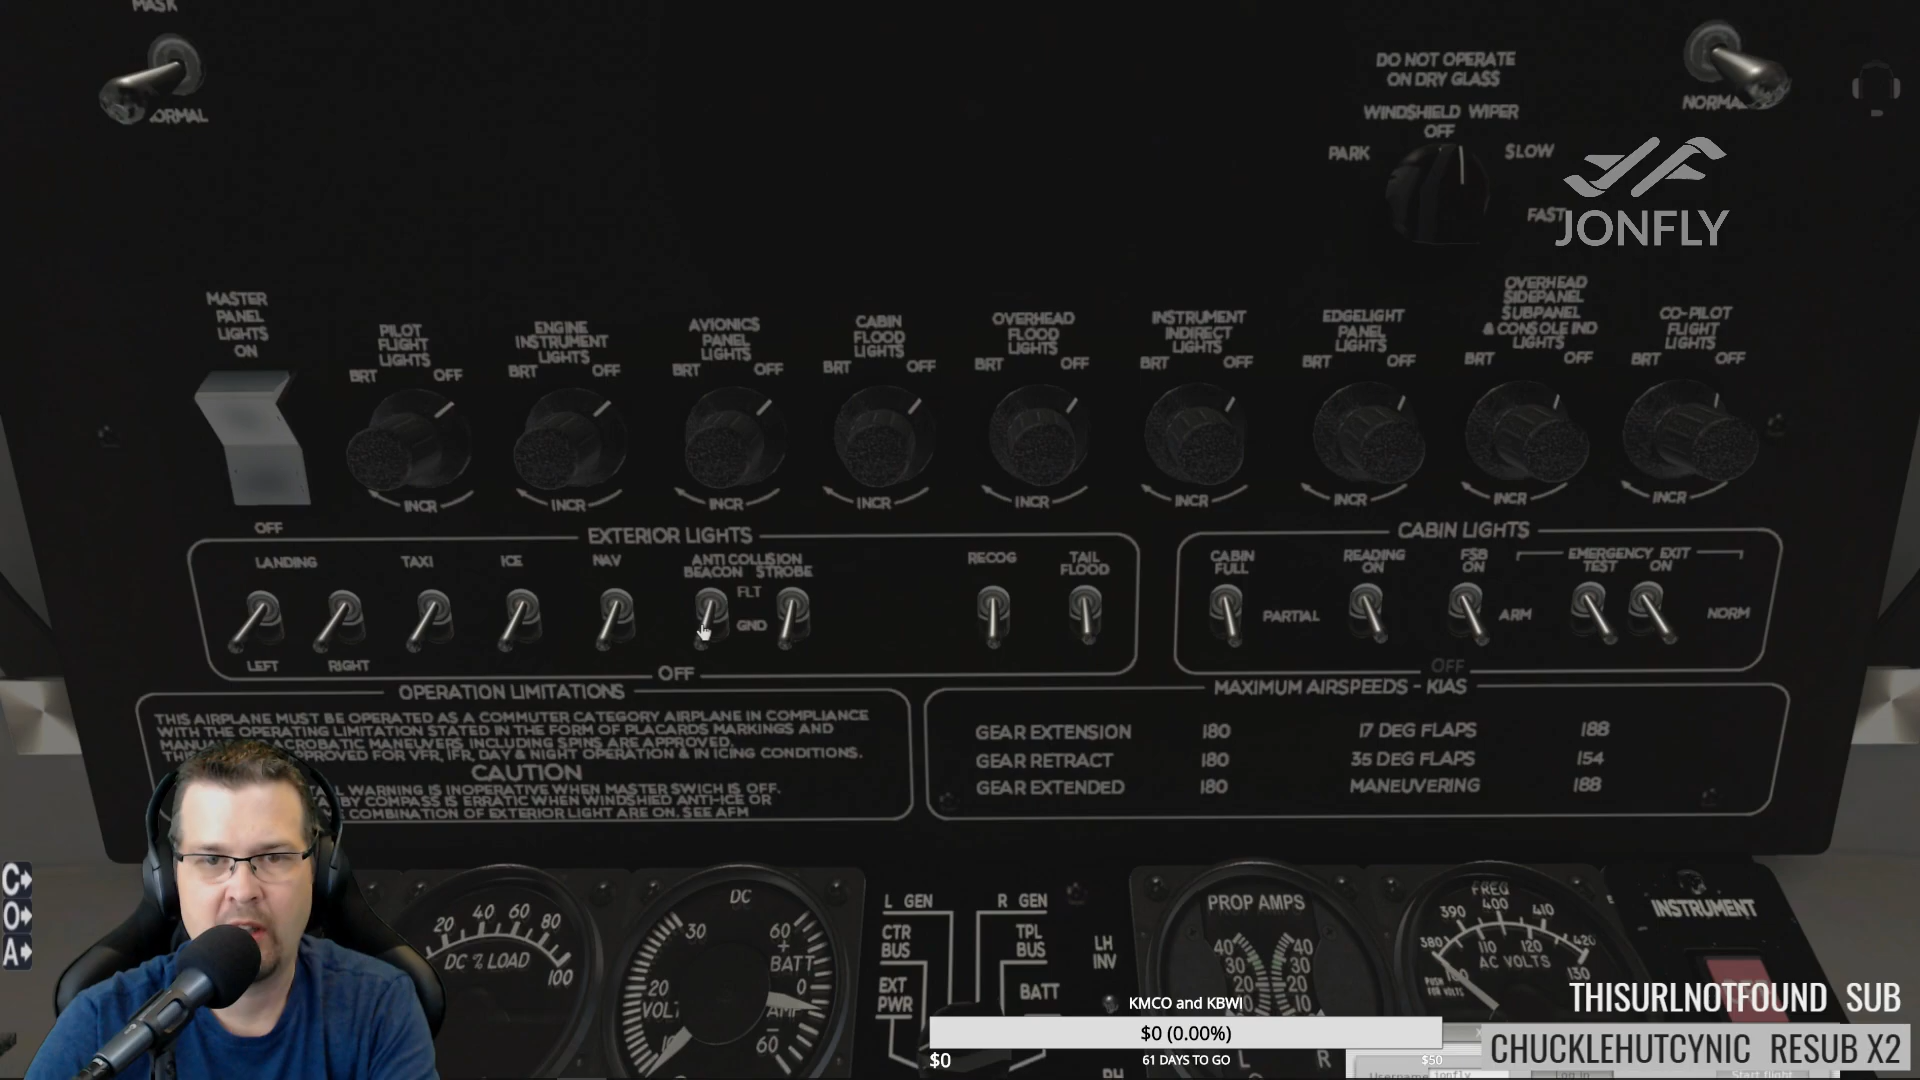 MASK
NORMAL
DO NOT OPERATE
ON DRY GLASS
WINDSHIELD WIPER
OFF
PARK
SLOW
FAST
JONFLY
MASTER
PANEL
LIGHTS
ON
OFF
PILOT
FLIGHT
LIGHTS
BRT OFF
INCR
ENGINE
INSTRUMENT
LIGHTS
BRT OFF
INCR
AVIONICS
PANEL
LIGHTS
BRT OFF
INCR
CABIN
FLOOD
LIGHTS
BRT OFF
INCR
OVERHEAD
FLOOD
LIGHTS
BRT OFF
INCR
INSTRUMENT
INDIRECT
LIGHTS
BRT OFF
INCR
EDGELIGHT
PANEL
LIGHTS
BRT OFF
INCR
OVERHEAD
SIDEPANEL
SUBPANEL
& CONSOLE IND
LIGHTS
BRT OFF
INCR
CO-PILOT
FLIGHT
LIGHTS
BRT OFF
INCR
EXTERIOR LIGHTS
LANDING
TAXI
ICE
NAV
ANTI COLLISION
BEACON STROBE
FLT
GND
RECOG
TAIL
FLOOD
LEFT
RIGHT
OFF
CABIN LIGHTS
CABIN
FULL
PARTIAL
READING
ON
FSB
ON
ARM
EMERGENCY EXIT
TEST ON
NORM
OFF
OPERATION LIMITATIONS
THIS AIRPLANE MUST BE OPERATED AS A COMMUTER CATEGORY AIRPLANE IN COMPLIANCE
WITH THE OPERATING LIMITATION STATED IN THE FORM OF PLACARDS MARKINGS AND
ACROBATIC MANEUVERS, INCLUDING SPINS ARE APPROVED.
APPROVED FOR VFR, IFR, DAY & NIGHT OPERATION & IN ICING CONDITIONS.
CAUTION
WARNING IS INOPERATIVE WHEN MASTER SWICH IS OFF.
BY COMPASS IS ERRATIC WHEN WINDSHIED ANTI-ICE OR
COMBINATION OF EXTERIOR LIGHT ARE ON. SEE AFM
MAXIMUM AIRSPEEDS - KIAS
GEAR EXTENSION 180 17 DEG FLAPS 188
GEAR RETRACT 180 35 DEG FLAPS 154
GEAR EXTENDED 180 MANEUVERING 188
20 40 60 80 100
DC % LOAD
DC
30 60
+
BATT
20 0
VOLT AMP
-
60
L GEN
CTR
BUS
EXT
PWR
R GEN
TPL
BUS
BATT
LH
INV
PROP AMPS
40 40
30 30
20 20
10 10
L R
FREQ
380 390 400 410 420
110 120
AC VOLTS
100 130
PUSH
FOR VOLTS
INSTRUMENT
C
O
A
KMCO and KBWI
$0 (0.00%)
$0
61 DAYS TO GO
$50
THISURLNOTFOUND SUB
CHUCKLEHUTCYNIC RESUB X2
Username jonfly
Log in
Start flight